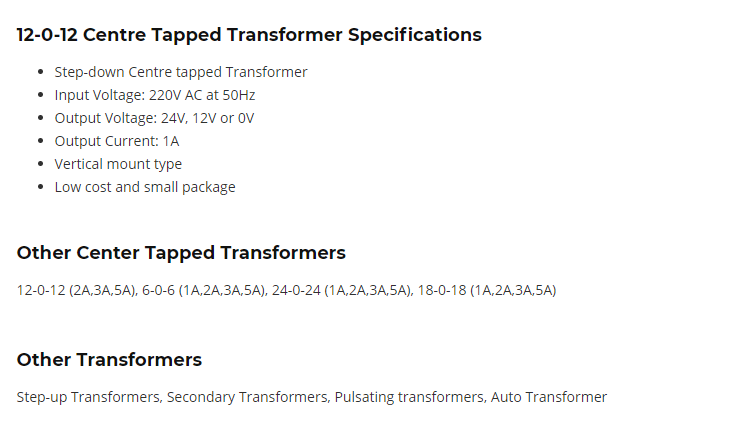 12-0-12 Centre Tapped Transformer Specifications
• Step-down Centre tapped Transformer
• Input Voltage: 220V AC at 50Hz
• Output Voltage: 24V, 12V or 0V
• Output Current: 1A
• Vertical mount type
• Low cost and small package
Other Center Tapped Transformers
12-0-12 (2A,3A,5A), 6-0-6 (1A,2A,3A,5A), 24-0-24 (1A,2A,3A,5A), 18-0-18 (1A,2A,3A,5A)
Other Transformers
Step-up Transformers, Secondary Transformers, Pulsating transformers, Auto Transformer